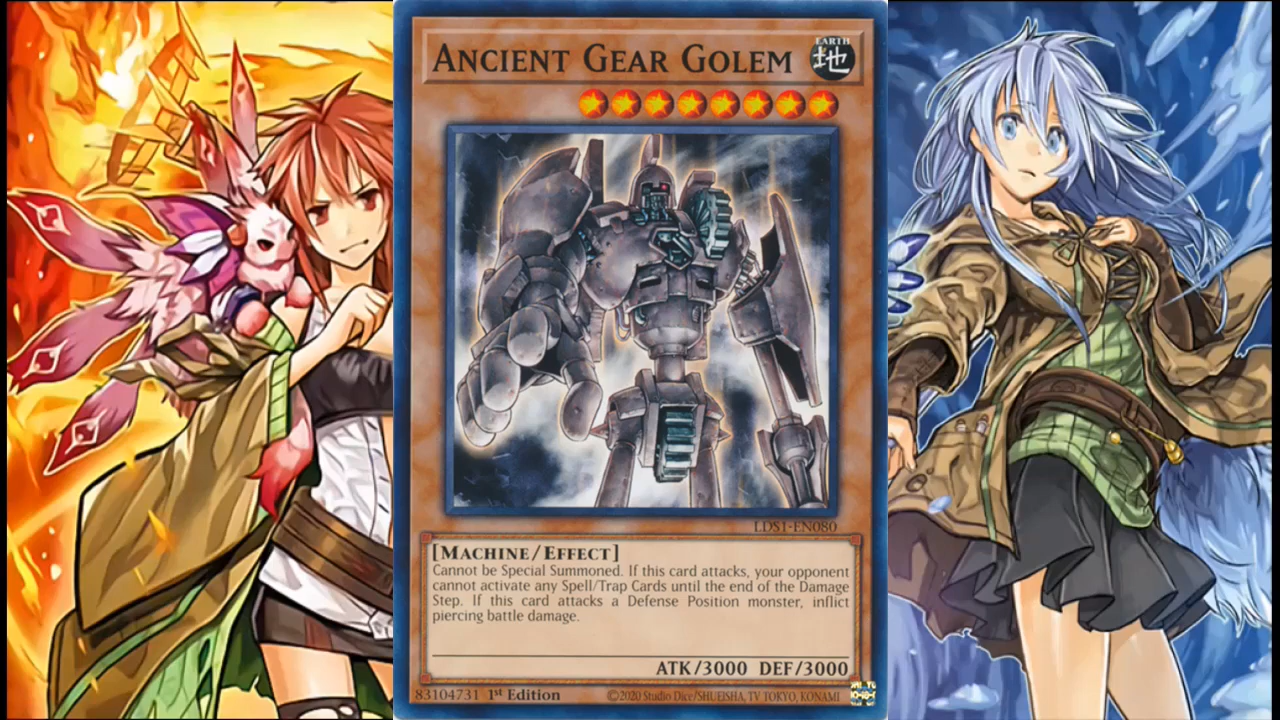 ANCIENT GEAR GOLEM
EARTH
地
LDS1-EN080
[MACHINE/EFFECT]
Cannot be Special Summoned. If this card attacks, your opponent
cannot activate any Spell/Trap Cards until the end of the Damage
Step. If this card attacks a Defense Position monster, inflict
piercing battle damage.
ATK/3000 DEF/3000
83104731 1st Edition ©2020 Studio Dice/SHUEISHA, TV TOKYO, KONAMI